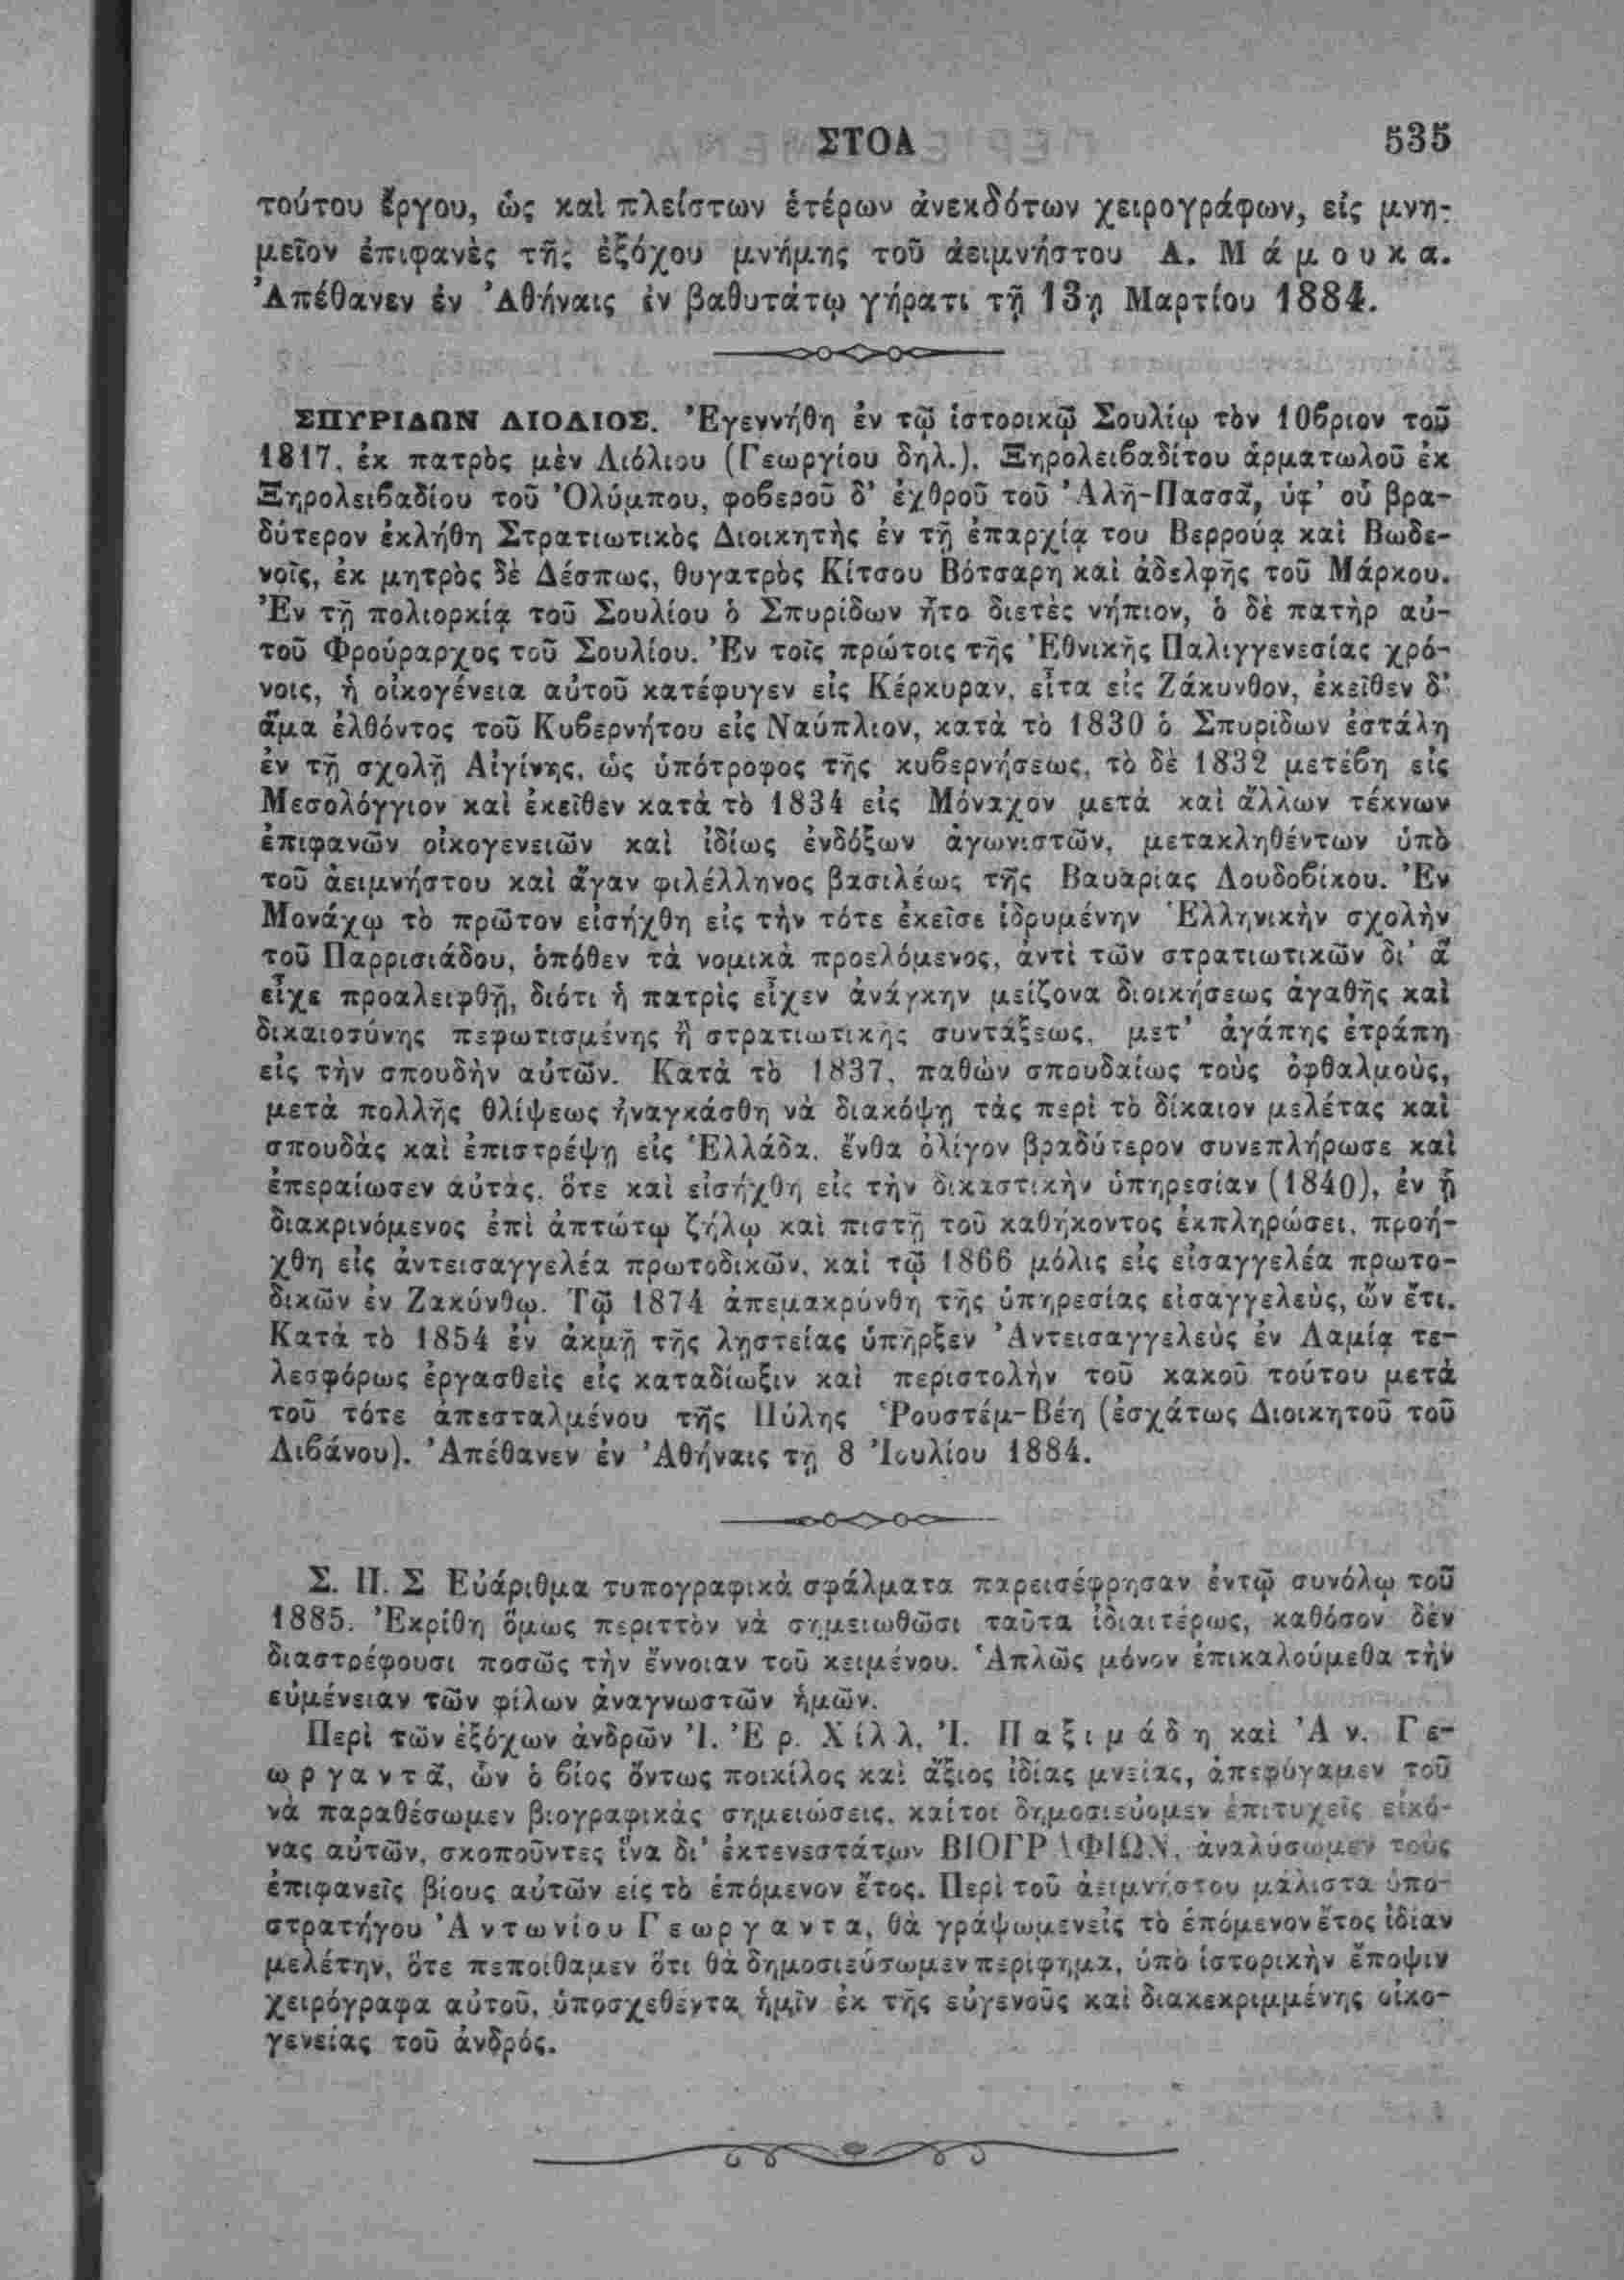 ΣΤΟΑ 535
τούτου ἔργου, ὡς καὶ πλείστων ἑτέρων ἀνεκδότων χειρογράφων, εἰς μνη-
μεῖον ἐπιφανὲς τῆς ἐξόχου μνήμης τοῦ ἀειμνήστου Α. Μάμουκα.
Ἀπέθανεν ἐν Ἀθήναις ἐν βαθυτάτῳ γήρατι τῇ 13ῃ Μαρτίου 1884.
ΣΠΥΡΙΔΩΝ ΛΙΟΛΙΟΣ. Ἐγεννήθη ἐν τῷ ἱστορικῷ Σουλίῳ τὸν 10βριον τοῦ
1817, ἐκ πατρὸς μὲν Λιόλιου (Γεωργίου δηλ.), Ξηρολειβαδίτου ἁρματωλοῦ ἐκ
Ξηρολειβαδίου τοῦ Ὀλύμπου, φοβεροῦ δ' ἐχθροῦ τοῦ Ἀλῆ-Πασσᾶ, ὑφ' οὗ βρα-
δύτερον ἐκλήθη Στρατιωτικὸς Διοικητὴς ἐν τῇ ἐπαρχίᾳ του Βερρούᾳ καὶ Βωδε-
νοῖς, ἐκ μητρὸς δὲ Δέσπως, θυγατρὸς Κίτσου Βότσαρη καὶ ἀδελφῆς τοῦ Μάρκου.
Ἐν τῇ πολιορκίᾳ τοῦ Σουλίου ὁ Σπυρίδων ἦτο διετὲς νήπιον, ὁ δὲ πατὴρ αὐ-
τοῦ Φρούραρχος τοῦ Σουλίου. Ἐν τοῖς πρώτοις τῆς Ἐθνικῆς Παλιγγενεσίας χρό-
νοις, ἡ οἰκογένεια αὐτοῦ κατέφυγεν εἰς Κέρκυραν, εἶτα εἰς Ζάκυνθον, ἐκεῖθεν δ'
ἅμα ἐλθόντος τοῦ Κυβερνήτου εἰς Ναύπλιον, κατὰ τὸ 1830 ὁ Σπυρίδων ἐστάλη
ἐν τῇ σχολῇ Αἰγίνης, ὡς ὑπότροφος τῆς κυβερνήσεως, τὸ δὲ 1832 μετέβη εἰς
Μεσολόγγιον καὶ ἐκεῖθεν κατὰ τὸ 1834 εἰς Μόναχον μετὰ καὶ ἄλλων τέκνων
ἐπιφανῶν οἰκογενειῶν καὶ ἰδίως ἐνδόξων ἀγωνιστῶν, μετακληθέντων ὑπὸ
τοῦ ἀειμνήστου καὶ ἄγαν φιλέλληνος βασιλέως τῆς Βαυαρίας Λουδοβίκου. Ἐν
Μονάχῳ τὸ πρῶτον εἰσήχθη εἰς τὴν τότε ἐκεῖσε ἱδρυμένην Ἑλληνικὴν σχολὴν
τοῦ Παρρισιάδου, ὁπόθεν τὰ νομικὰ προελόμενος, ἀντὶ τῶν στρατιωτικῶν δι' ἃ
εἶχε προαλειφθῇ, διότι ἡ πατρὶς εἶχεν ἀνάγκην μείζονα διοικήσεως ἀγαθῆς καὶ
δικαιοσύνης πεφωτισμένης ἢ στρατιωτικῆς συντάξεως, μετ' ἀγάπης ἐτράπη
εἰς τὴν σπουδὴν αὐτῶν. Κατὰ τὸ 1837, παθὼν σπουδαίως τοὺς ὀφθαλμοὺς,
μετὰ πολλῆς θλίψεως ἠναγκάσθη νὰ διακόψῃ τὰς περὶ τὸ δίκαιον μελέτας καὶ
σπουδὰς καὶ ἐπιστρέψῃ εἰς Ἑλλάδα, ἔνθα ὀλίγον βραδύτερον συνεπλήρωσε καὶ
ἐπεραίωσεν αὐτὰς, ὅτε καὶ εἰσήχθη εἰς τὴν δικαστικὴν ὑπηρεσίαν (1840), ἐν ᾗ
διακρινόμενος ἐπὶ ἀπτώτῳ ζήλῳ καὶ πιστῇ τοῦ καθήκοντος ἐκπληρώσει, προή-
χθη εἰς ἀντεισαγγελέα πρωτοδικῶν, καὶ τῷ 1866 μόλις εἰς εἰσαγγελέα πρωτο-
δικῶν ἐν Ζακύνθῳ. Τῷ 1874 ἀπεμακρύνθη τῆς ὑπηρεσίας εἰσαγγελεὺς, ὢν ἔτι.
Κατὰ τὸ 1854 ἐν ἀκμῇ τῆς λῃστείας ὑπῆρξεν Ἀντεισαγγελεὺς ἐν Λαμίᾳ τε-
λεσφόρως ἐργασθεὶς εἰς καταδίωξιν καὶ περιστολὴν τοῦ κακοῦ τούτου μετὰ
τοῦ τότε ἀπεσταλμένου τῆς Πύλης Ῥουστέμ-Βέη (ἐσχάτως Διοικητοῦ τοῦ
Λιβάνου). Ἀπέθανεν ἐν Ἀθήναις τῇ 8 Ἰουλίου 1884.
Σ. Π. Σ Εὐάριθμα τυπογραφικὰ σφάλματα παρεισέφρησαν ἐντῷ συνόλῳ τοῦ
1885. Ἐκρίθη ὅμως περιττὸν νὰ σημειωθῶσι ταῦτα ἰδιαιτέρως, καθόσον δὲν
διαστρέφουσι ποσῶς τὴν ἔννοιαν τοῦ κειμένου. Ἁπλῶς μόνον ἐπικαλούμεθα τὴν
εὐμένειαν τῶν φίλων ἀναγνωστῶν ἡμῶν.
Περὶ τῶν ἐξόχων ἀνδρῶν Ἰ. Ἐρ. Χίλλ, Ἰ. Παξιμάδη καὶ Ἀν. Γε-
ωργαντᾶ, ὧν ὁ βίος ὄντως ποικίλος καὶ ἄξιος ἰδίας μνείας, ἀπεφύγαμεν τοῦ
νὰ παραθέσωμεν βιογραφικὰς σημειώσεις, καίτοι δημοσιεύομεν ἐπιτυχεῖς εἰκό-
νας αὐτῶν, σκοποῦντες ἵνα δι' ἐκτενεστάτων ΒΙΟΓΡΑΦΙΩΝ, ἀναλύσωμεν τοὺς
ἐπιφανεῖς βίους αὐτῶν εἰς τὸ ἑπόμενον ἔτος. Περὶ τοῦ ἀειμνήστου μάλιστα ὑπο-
στρατήγου Ἀντωνίου Γεωργαντα, θὰ γράψωμενεἰς τὸ ἑπόμενον ἔτος ἰδίαν
μελέτην, ὅτε πεποίθαμεν ὅτι θὰ δημοσιεύσωμεν περίφημα, ὑπὸ ἱστορικὴν ἔποψιν
χειρόγραφα αὐτοῦ, ὑποσχεθέντα ἡμῖν ἐκ τῆς εὐγενοῦς καὶ διακεκριμμένης οἰκο-
γενείας τοῦ ἀνδρός.